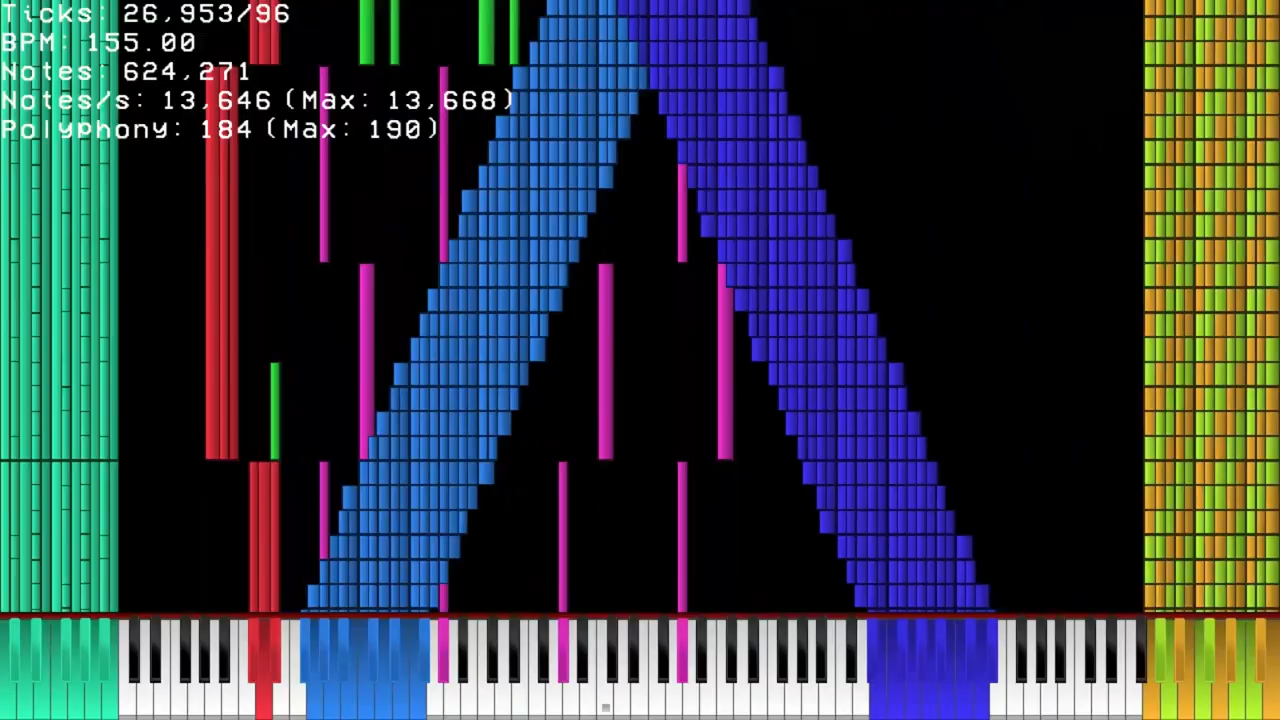 Ticks: 26,953/96
BPM: 155.00
Notes: 624,271
Notes/s: 13,646 (Max: 13,668)
Polyphony: 184 (Max: 190)